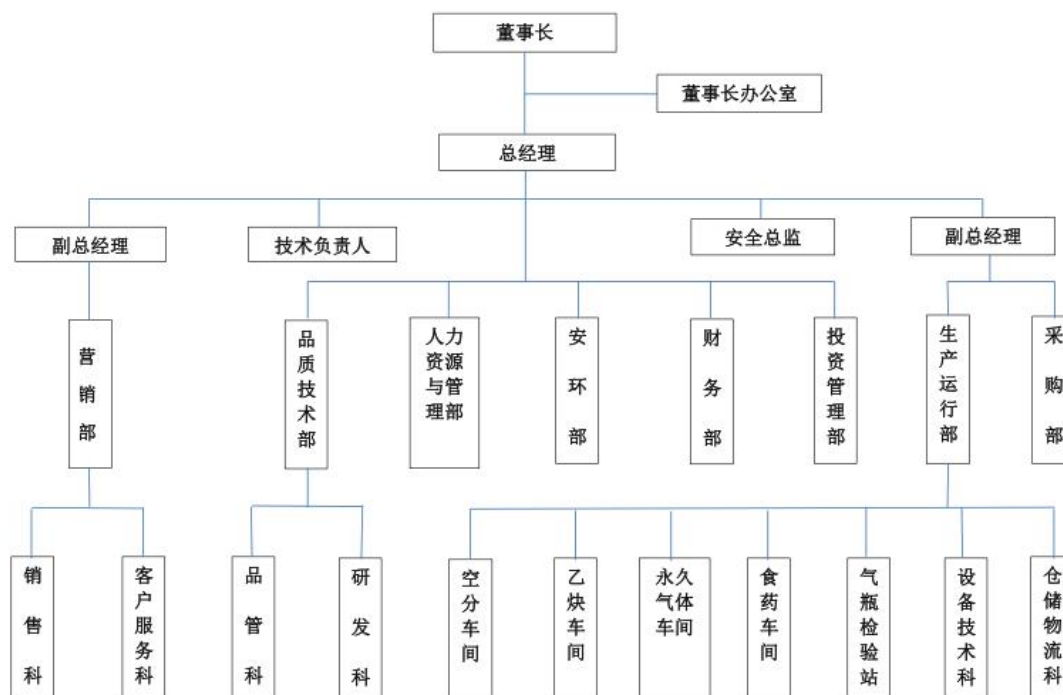 董事长
董事长办公室
总经理
副总经理
技术负责人
安全总监
副总经理
营销部
品质技术部
人力
资源
与管
理部
安环部
财务部
投资管理部
生产运行部
采购部
销售科
客户服务科
品管科
研发科
空分车间
乙炔车间
永久
气体
车间
食药车间
气瓶检验站
设备技术科
仓储物流科